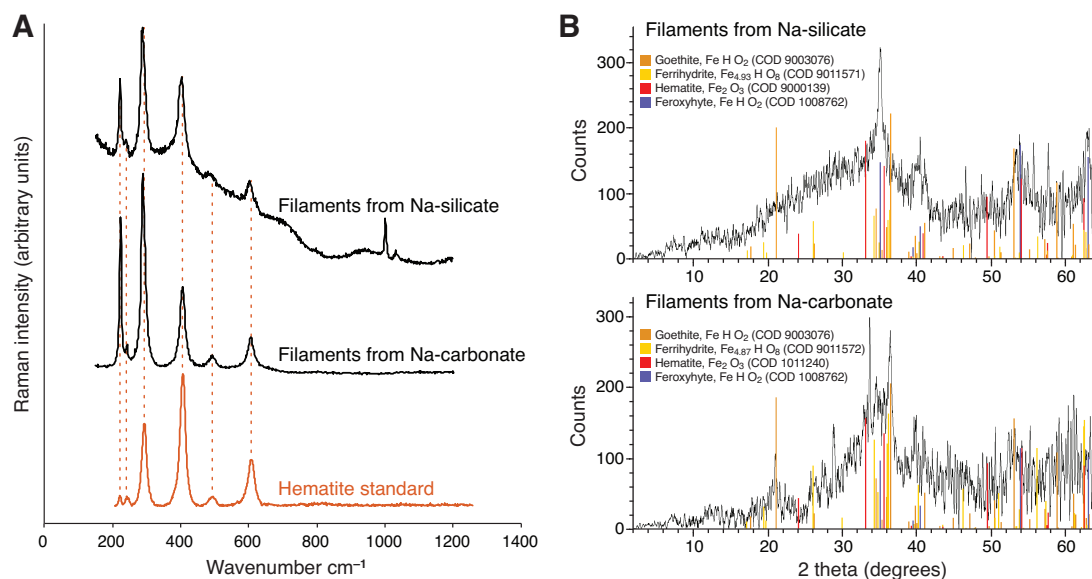 A
Raman intensity (arbitrary units)
Filaments from Na-silicate
Filaments from Na-carbonate
Hematite standard
0 200 400 600 800 1000 1200 1400
Wavenumber cm⁻¹
B
Filaments from Na-silicate
Goethite, Fe H O₂ (COD 9003076)
Ferrihydrite, Fe₄.₉₃ H O₈ (COD 9011571)
Hematite, Fe₂ O₃ (COD 9000139)
Feroxyhyte, Fe H O₂ (COD 1008762)
Counts
300
200
100
0
10 20 30 40 50 60
Filaments from Na-carbonate
Goethite, Fe H O₂ (COD 9003076)
Ferrihydrite, Fe₄.₈₇ H O₈ (COD 9011572)
Hematite, Fe₂ O₃ (COD 1011240)
Feroxyhyte, Fe H O₂ (COD 1008762)
Counts
300
200
100
0
10 20 30 40 50 60
2 theta (degrees)